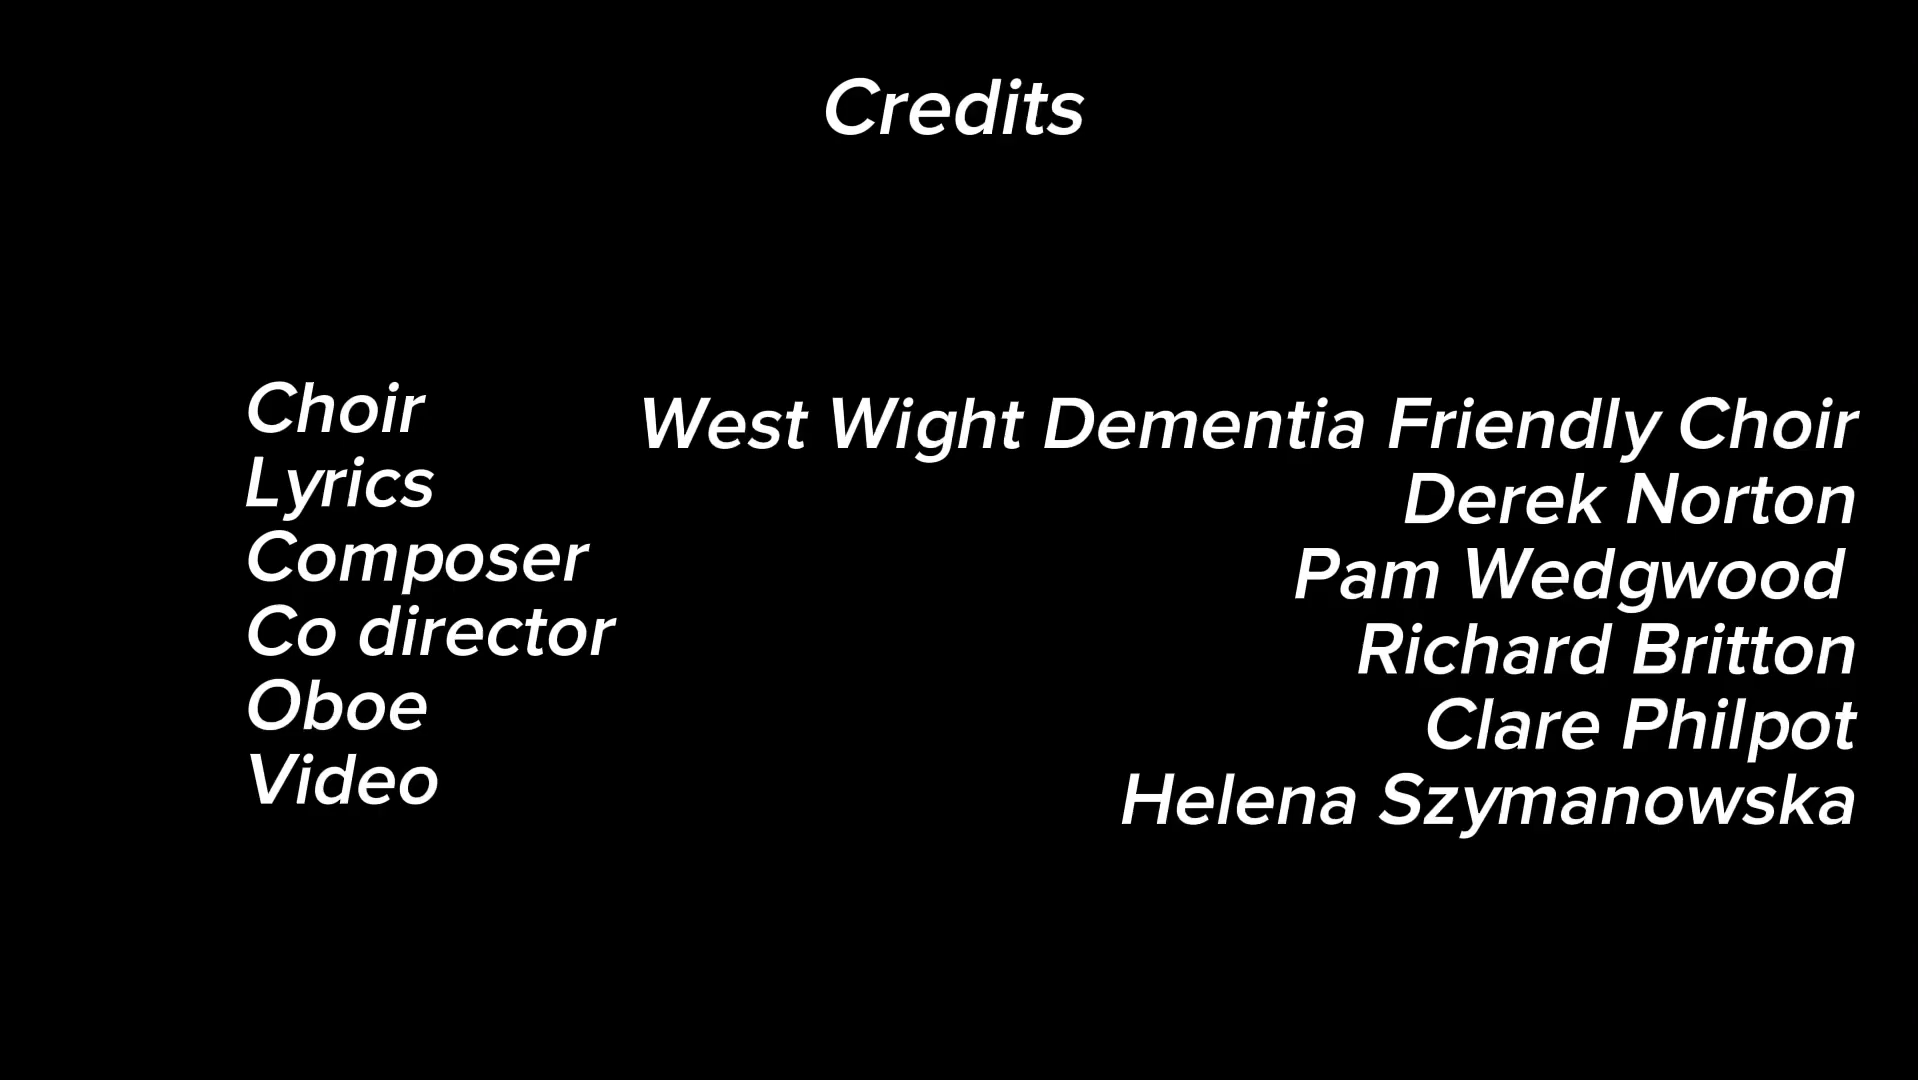 Credits
Choir West Wight Dementia Friendly Choir
Lyrics Derek Norton
Composer Pam Wedgwood
Co director Richard Britton
Oboe Clare Philpot
Video Helena Szymanowska